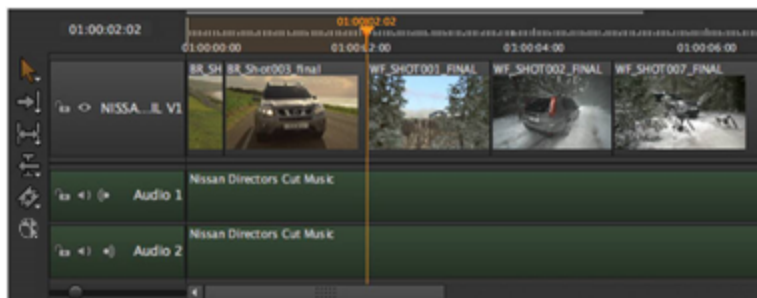 01:00:02:02
01:00:02:02
01:00:00:00
01:00:02:00
01:00:04:00
01:00:06:00
BR_SH
BR_Shot003_final
WF_SHOT001_FINAL
WF_SHOT002_FINAL
WF_SHOT007_FINAL
NISSA...IL V1
Nissan Directors Cut Music
Audio 1
Nissan Directors Cut Music
Audio 2